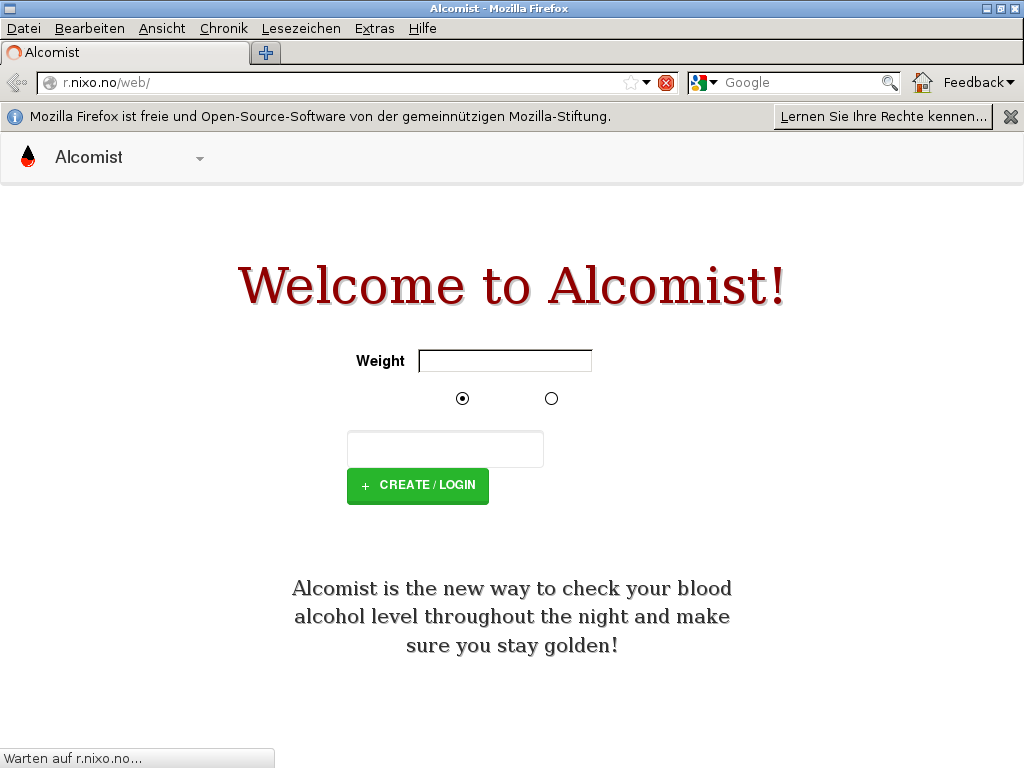 Alcomist - Mozilla Firefox
Datei Bearbeiten Ansicht Chronik Lesezeichen Extras Hilfe
Alcomist
r.nixo.no/web/ Google Feedback
Mozilla Firefox ist freie und Open-Source-Software von der gemeinnützigen Mozilla-Stiftung. Lernen Sie Ihre Rechte kennen...
Alcomist
Welcome to Alcomist!
Weight
+ CREATE / LOGIN
Alcomist is the new way to check your blood
alcohol level throughout the night and make
sure you stay golden!
Warten auf r.nixo.no...